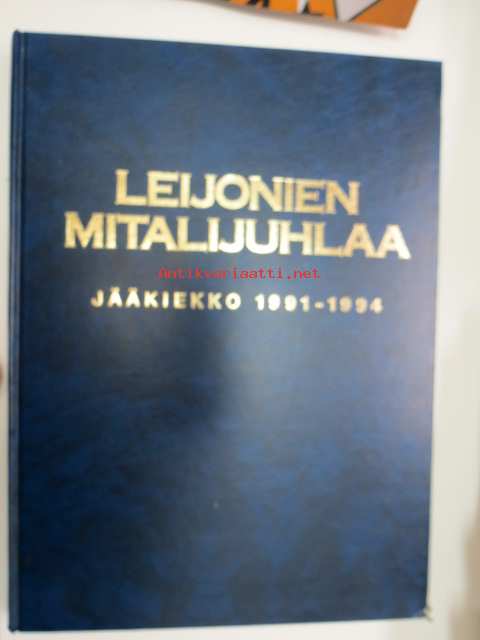 LEIJONIEN
MITALIJUHLAA
Antikvariaatti.net
JÄÄKIEKKO 1991-1994